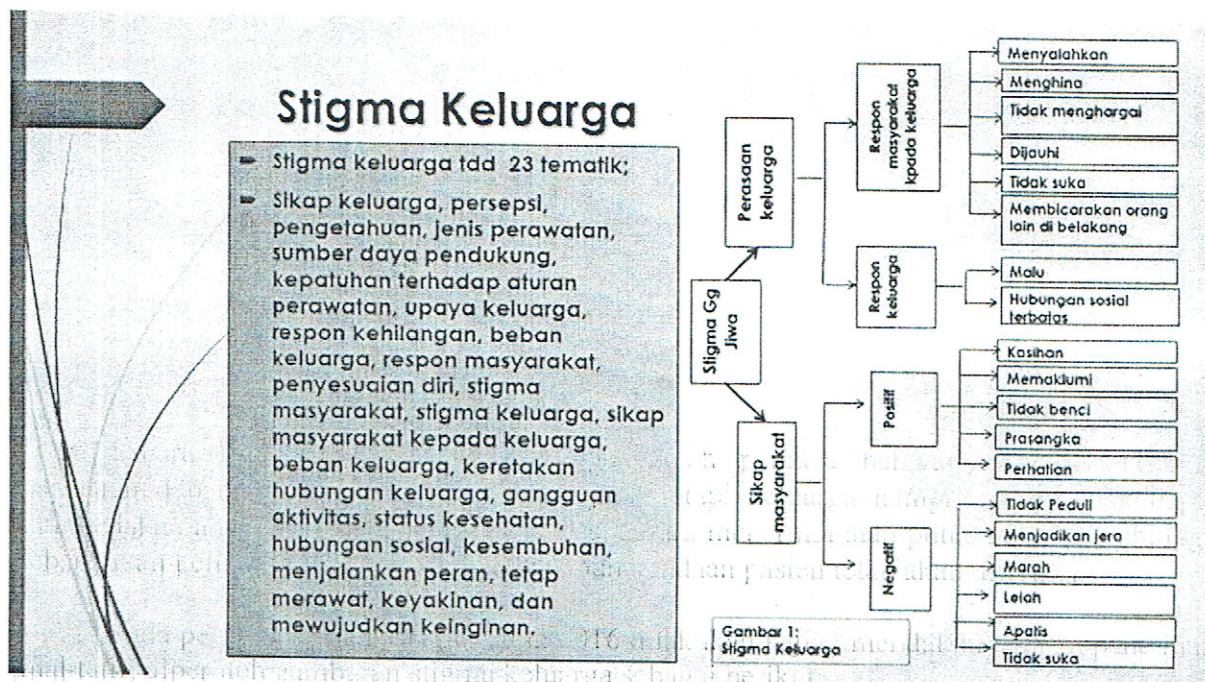 Stigma Keluarga
Stigma keluarga tdd 23 tematik;
Sikap keluarga, persepsi,
pengetahuan, jenis perawatan,
sumber daya pendukung,
kepatuhan terhadap aturan
perawatan, upaya keluarga,
respon kehilangan, beban
keluarga, respon masyarakat,
penyesuaian diri, stigma
masyarakat, stigma keluarga, sikap
masyarakat kepada keluarga,
beban keluarga, keretakan
hubungan keluarga, gangguan
aktivitas, status kesehatan,
hubungan sosial, kesembuhan,
menjalankan peran, tetap
merawat, keyakinan, dan
mewujudkan keinginan.
Stigma Gg
Jiwa
Perasaan
keluarga
Respon
masyarakat
kpada keluarga
Menyalahkan
Menghina
Tidak menghargai
Dijauhi
Tidak suka
Membicarakan orang
lain di belakang
Respon
keluarga
Malu
Hubungan sosial
terbatas
Sikap
masyarakat
Positif
Kasihan
Memaklumi
Tidak benci
Prasangka
Perhatian
Negatif
Tidak Peduli
Menjadikan jera
Marah
Lelah
Apatis
Tidak suka
Gambar 1:
Stigma Keluarga